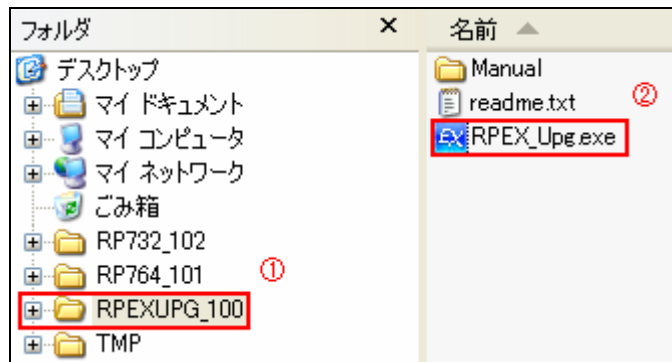 フォルダ
デスクトップ
マイ ドキュメント
マイ コンピュータ
マイ ネットワーク
ごみ箱
RP732_102
RP764_101
①
RPEXUPG_100
TMP
名前
Manual
readme.txt
②
EX RPEX_Upg.exe